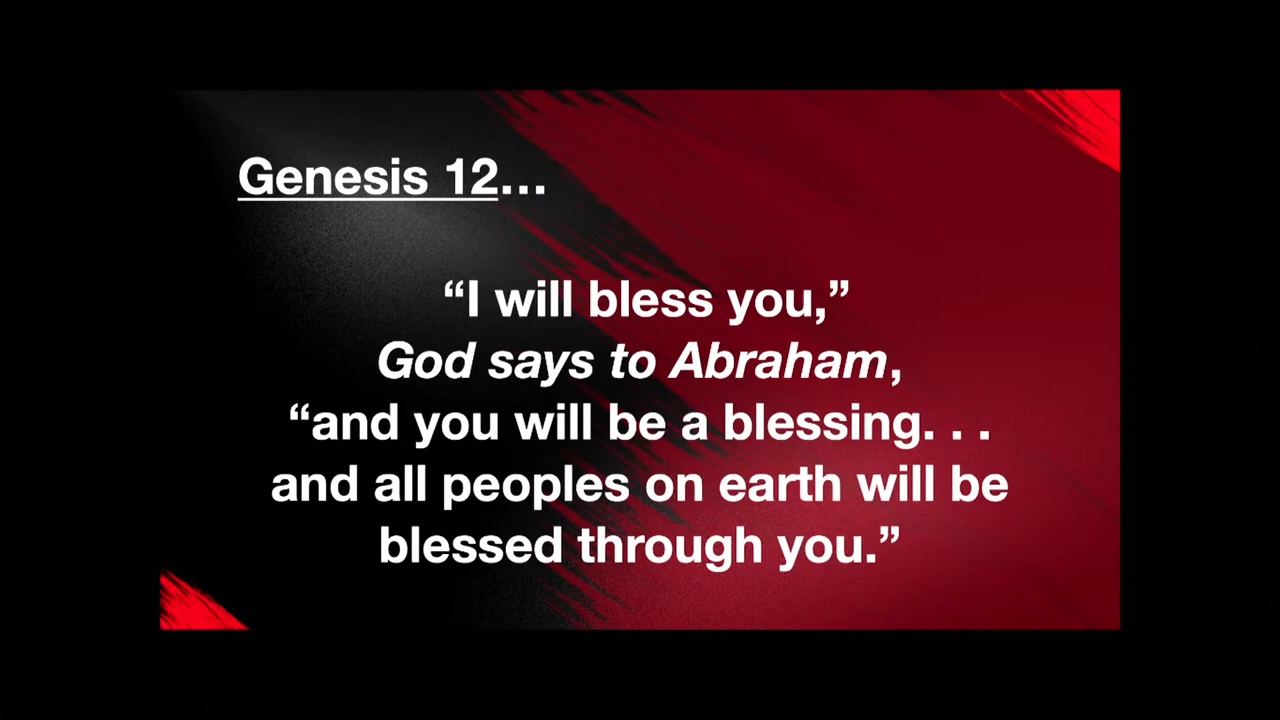 Genesis 12...
“I will bless you,”
God says to Abraham,
“and you will be a blessing. . .
and all peoples on earth will be
blessed through you.”